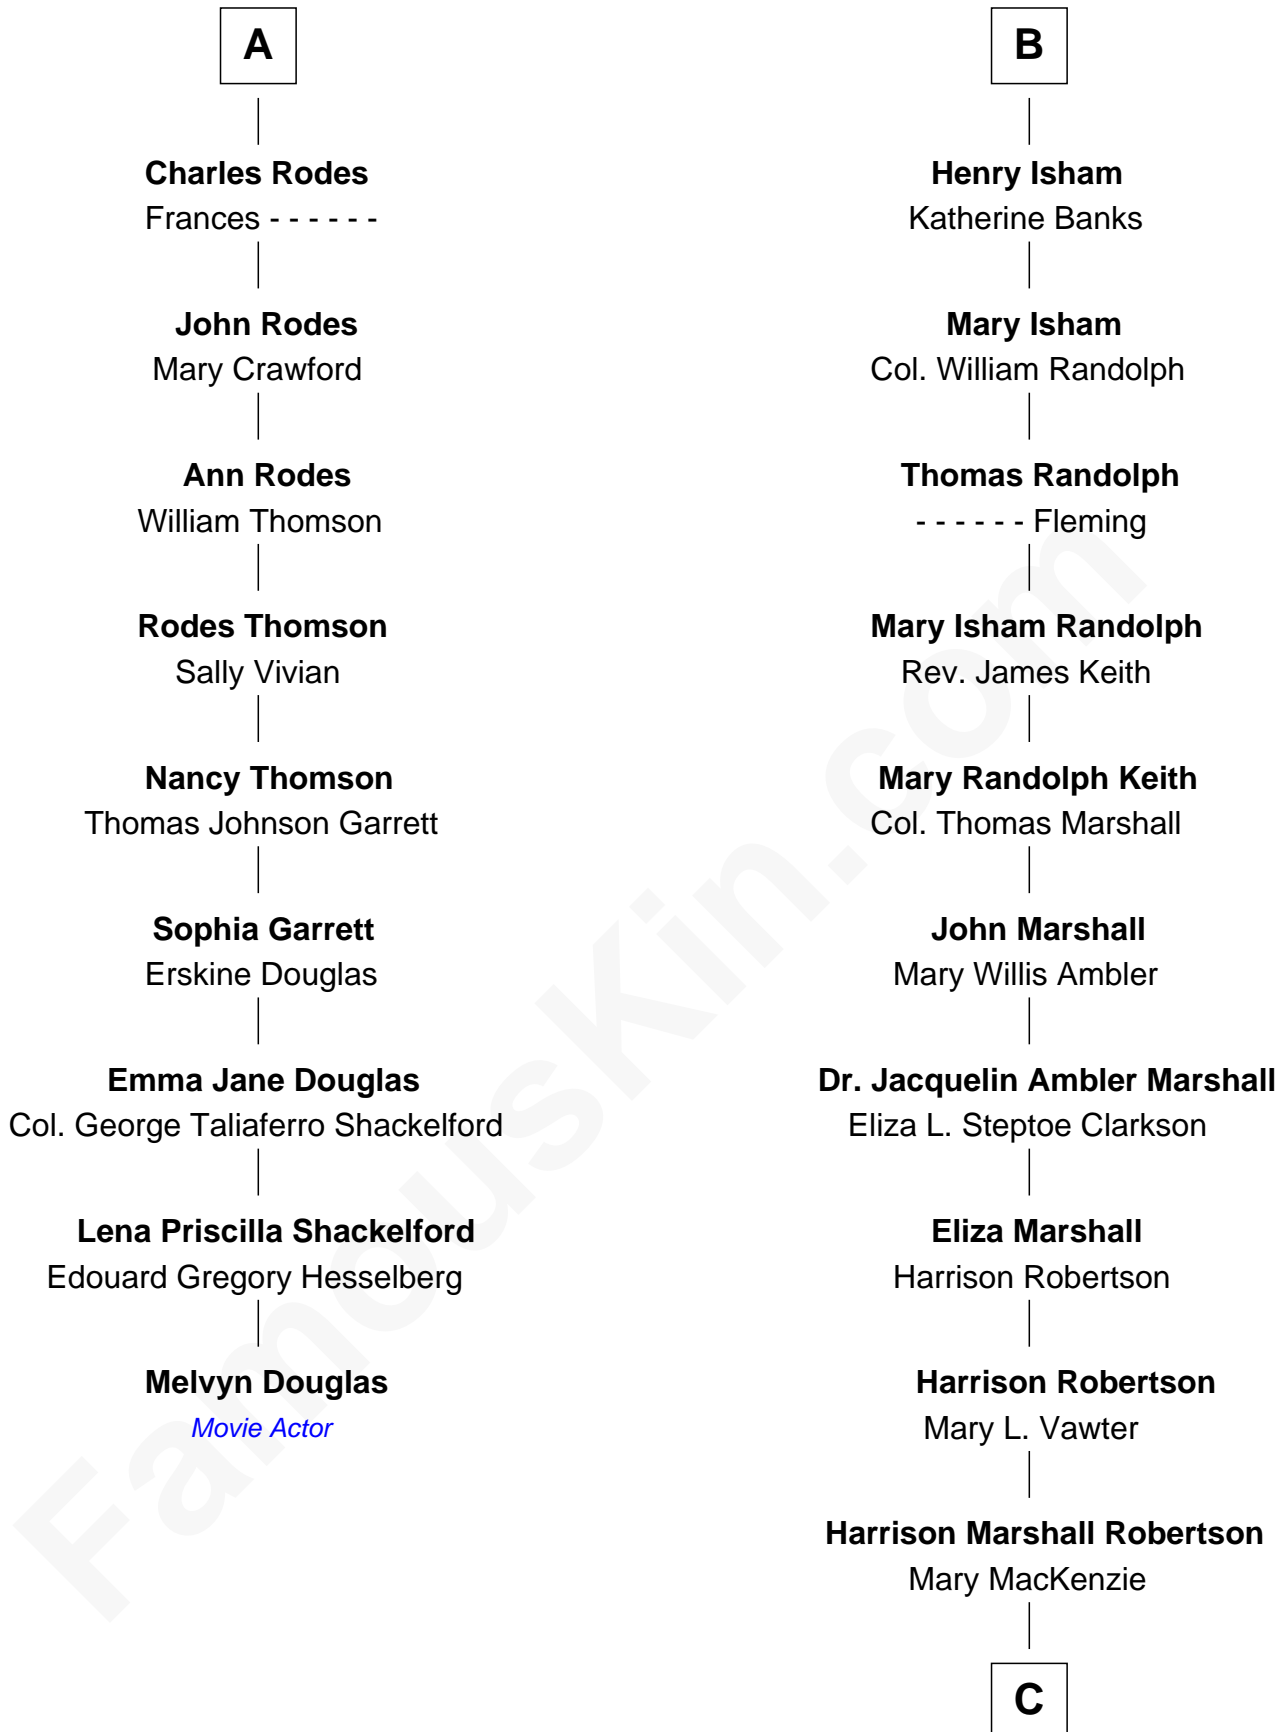 A
Charles Rodes
Frances - - - - - -
John Rodes
Mary Crawford
Ann Rodes
William Thomson
Rodes Thomson
Sally Vivian
Nancy Thomson
Thomas Johnson Garrett
Sophia Garrett
Erskine Douglas
Emma Jane Douglas
Col. George Taliaferro Shackelford
Lena Priscilla Shackelford
Edouard Gregory Hesselberg
Melvyn Douglas
Movie Actor
B
Henry Isham
Katherine Banks
Mary Isham
Col. William Randolph
Thomas Randolph
- - - - - - Fleming
Mary Isham Randolph
Rev. James Keith
Mary Randolph Keith
Col. Thomas Marshall
John Marshall
Mary Willis Ambler
Dr. Jacquelin Ambler Marshall
Eliza L. Steptoe Clarkson
Eliza Marshall
Harrison Robertson
Harrison Robertson
Mary L. Vawter
Harrison Marshall Robertson
Mary MacKenzie
C
FamousKin.com